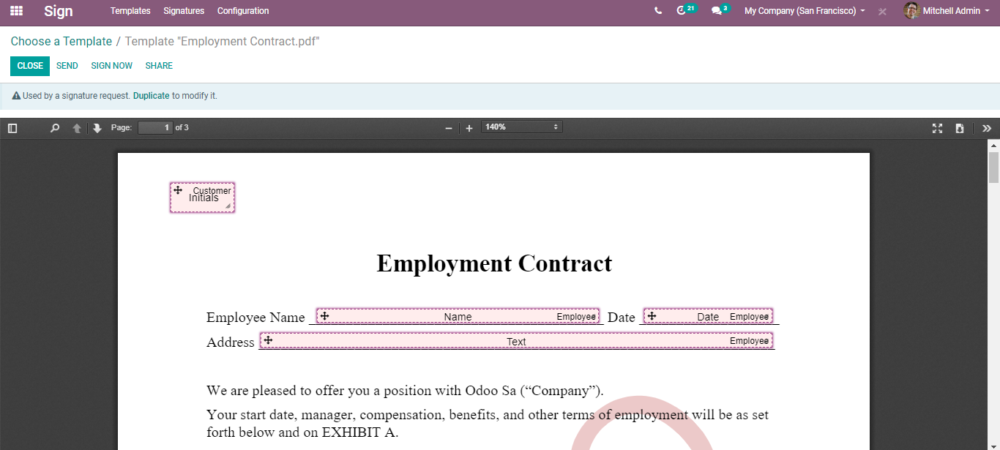 Sign Templates Signatures Configuration 21 3 My Company (San Francisco) Mitchell Admin
Choose a Template / Template "Employment Contract.pdf"
CLOSE SEND SIGN NOW SHARE
Used by a signature request. Duplicate to modify it.
Page: 1 of 3 140%
Customer
Initials
Employment Contract
Employee Name Name Employee Date Date Employee
Address Text Employee
We are pleased to offer you a position with Odoo Sa (“Company”).
Your start date, manager, compensation, benefits, and other terms of employment will be as set
forth below and on EXHIBIT A.